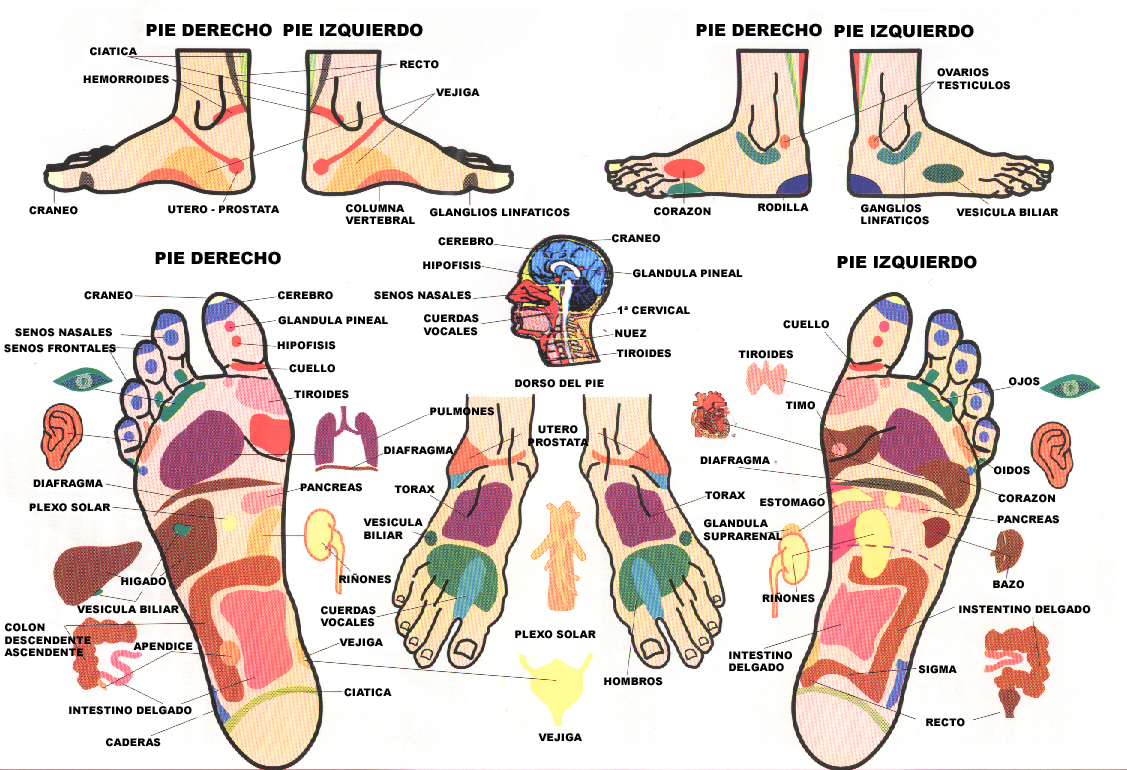 PIE DERECHO PIE IZQUIERDO
CIATICA
HEMORROIDES
RECTO
VEJIGA
CRANEO
UTERO - PROSTATA
COLUMNA
VERTEBRAL
GLANGLIOS LINFATICOS
PIE DERECHO PIE IZQUIERDO
OVARIOS
TESTICULOS
CORAZON
RODILLA
GANGLIOS
LINFATICOS
VESICULA BILIAR
CEREBRO
CRANEO
HIPOFISIS
GLANDULA PINEAL
SENOS NASALES
1ª CERVICAL
CUERDAS
VOCALES
NUEZ
TIROIDES
PIE DERECHO
CRANEO
CEREBRO
GLANDULA PINEAL
SENOS NASALES
SENOS FRONTALES
HIPOFISIS
CUELLO
TIROIDES
PULMONES
DIAFRAGMA
DIAFRAGMA
PANCREAS
PLEXO SOLAR
HIGADO
RIÑONES
VESICULA BILIAR
COLON
DESCENDENTE
ASCENDENTE
APENDICE
VEJIGA
INTESTINO DELGADO
CIATICA
CADERAS
DORSO DEL PIE
UTERO
PROSTATA
TORAX
TORAX
VESICULA
BILIAR
CUERDAS
VOCALES
PLEXO SOLAR
HOMBROS
VEJIGA
PIE IZQUIERDO
CUELLO
TIROIDES
OJOS
TIMO
DIAFRAGMA
OIDOS
CORAZON
ESTOMAGO
PANCREAS
GLANDULA
SUPRARENAL
BAZO
RIÑONES
INSTENTINO DELGADO
INTESTINO
DELGADO
SIGMA
RECTO